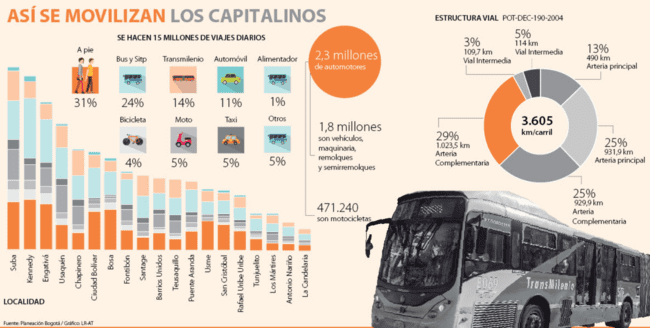 ASÍ SE MOVILIZAN LOS CAPITALINOS
SE HACEN 15 MILLONES DE VIAJES DIARIOS
A pie
31%
Bus y Sitp
24%
Transmilenio
14%
Automóvil
11%
Alimentador
1%
Bicicleta
4%
Moto
5%
Taxi
5%
Otros
5%
2,3 millones
de automotores
1,8 millones
son vehículos,
maquinaria,
remolques
y semirremolques
471.240
son motocicletas
Suba
Kennedy
Engativá
Usaquén
Chapinero
Ciudad Bolívar
Bosa
Fontibón
Santage
Barrios Unidos
Teusaquillo
Puente Aranda
Usme
San Cristóbal
Rafael Uribe Uribe
Tunjuelito
Los Mártires
Antonio Nariño
La Candelaria
LOCALIDAD
Fuente: Planeación Bogotá / Gráfico: LR-AT
ESTRUCTURA VIAL POT-DEC-190-2004
3%
109,7 km
Vial Intermedia
5%
114 km
Vial Intermedia
13%
490 km
Arteria principal
29%
1.023,5 km
Arteria
Complementaria
3.605
km/carril
25%
931,9 km
Arteria principal
25%
929,9 km
Arteria
Complementaria
TransMilenio